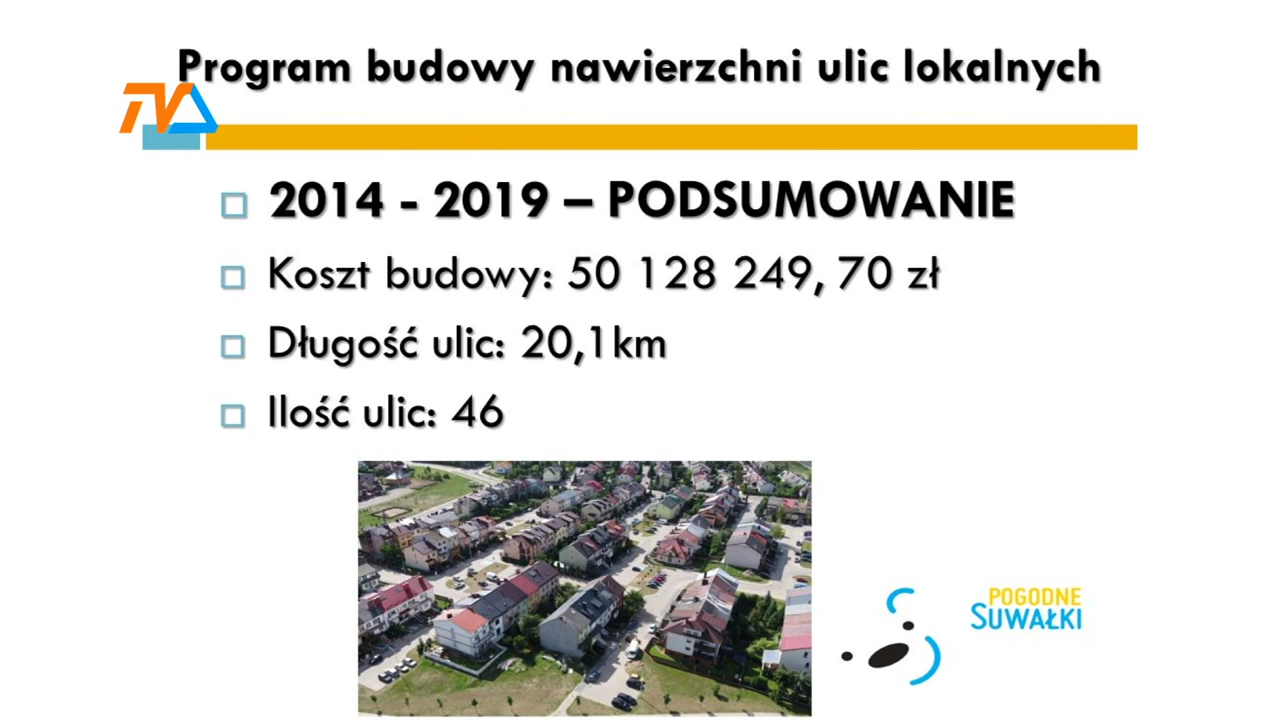 Program budowy nawierzchni ulic lokalnych
TVA
2014 - 2019 – PODSUMOWANIE
Koszt budowy: 50 128 249, 70 zł
Długość ulic: 20,1km
Ilość ulic: 46
POGODNE
SUWAŁKI